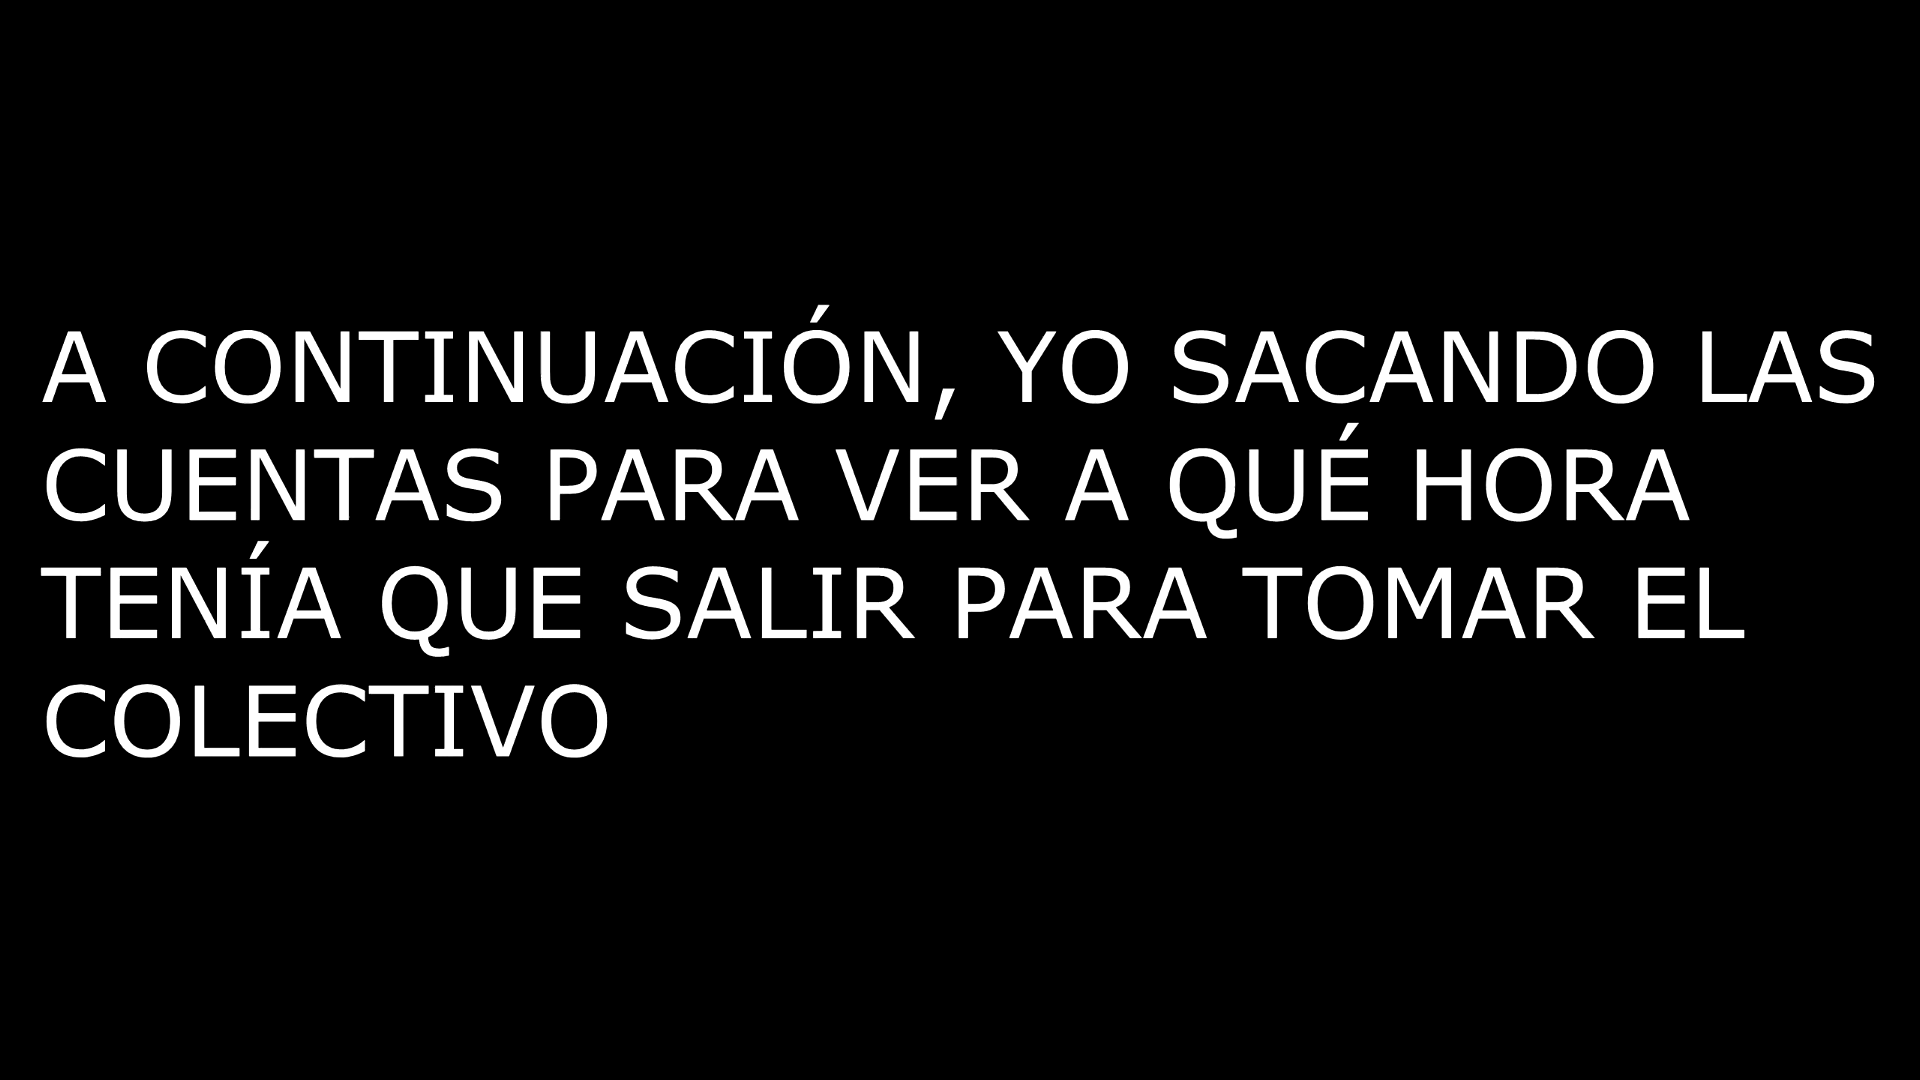 A CONTINUACIÓN, YO SACANDO LAS
CUENTAS PARA VER A QUÉ HORA
TENÍA QUE SALIR PARA TOMAR EL
COLECTIVO